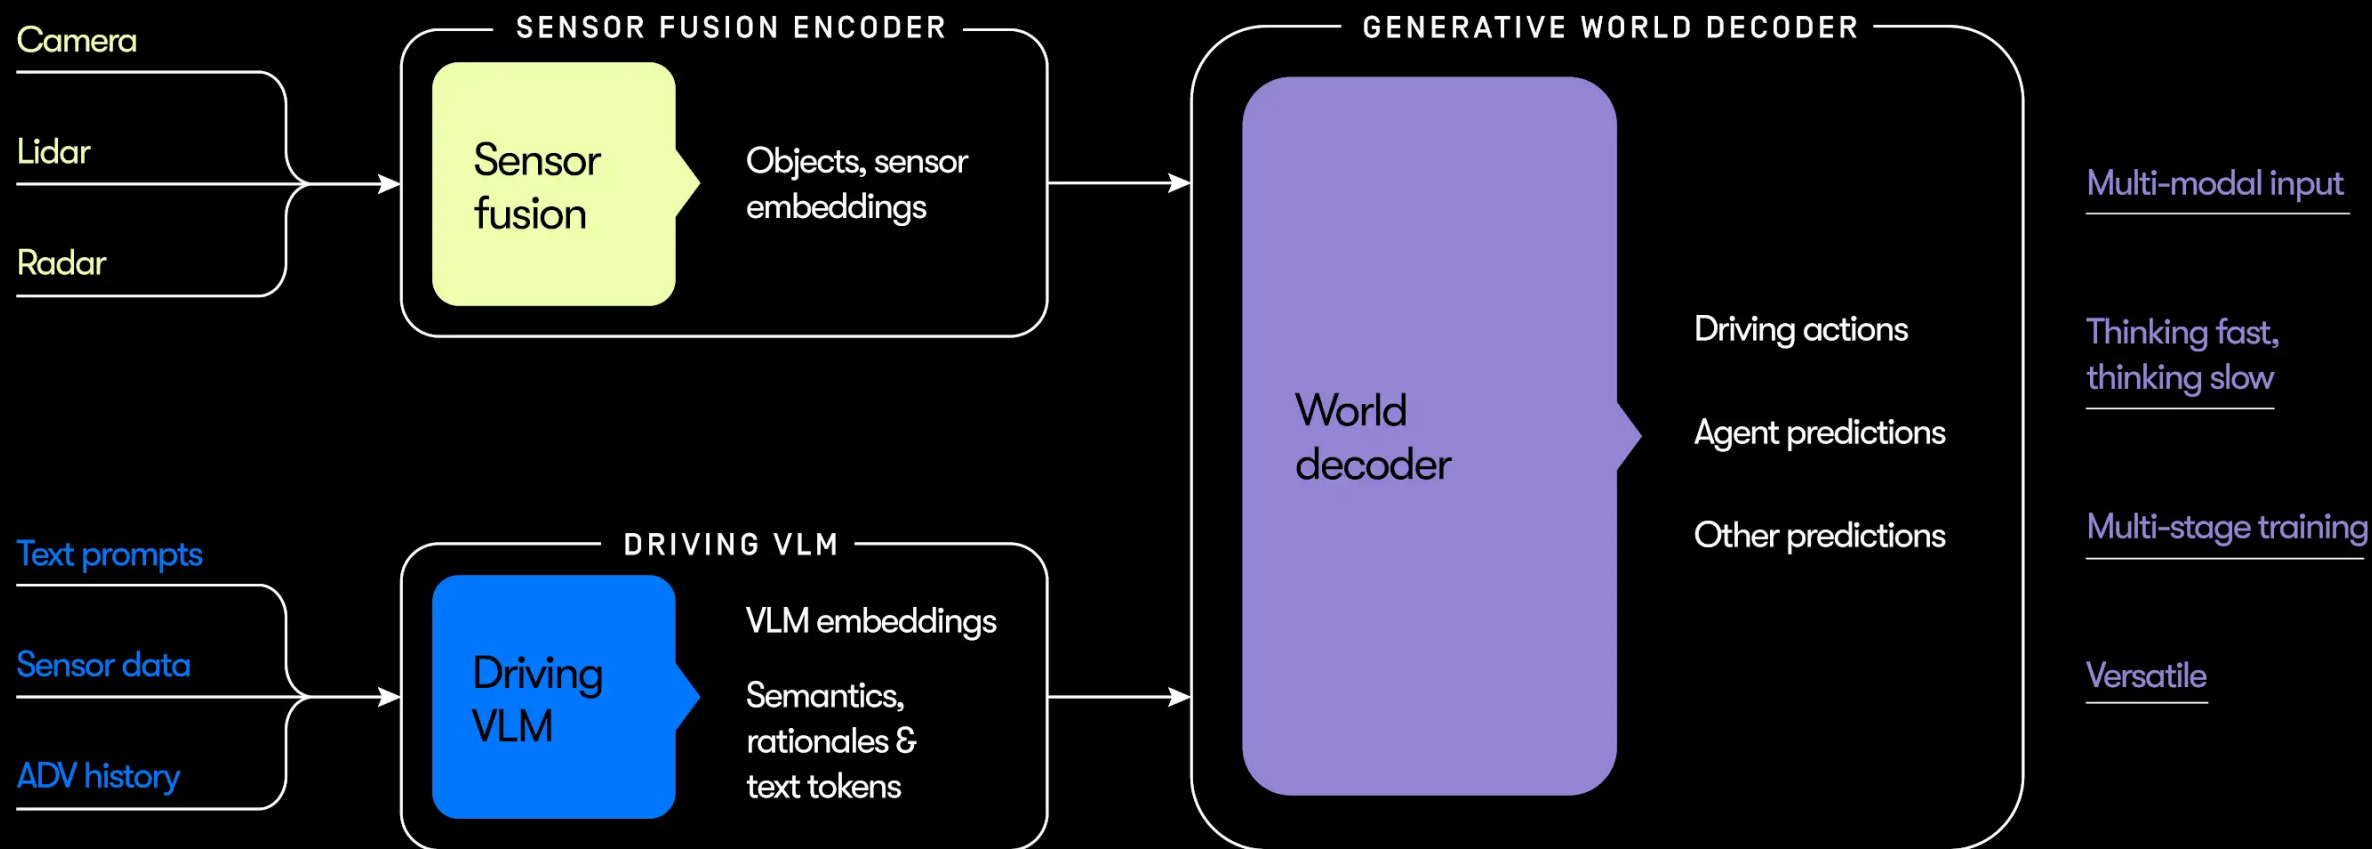 Camera
Lidar
Radar
SENSOR FUSION ENCODER
Sensor
fusion
Objects, sensor
embeddings
Text prompts
Sensor data
ADV history
DRIVING VLM
Driving
VLM
VLM embeddings
Semantics,
rationales &
text tokens
GENERATIVE WORLD DECODER
World
decoder
Driving actions
Agent predictions
Other predictions
Multi-modal input
Thinking fast,
thinking slow
Multi-stage training
Versatile